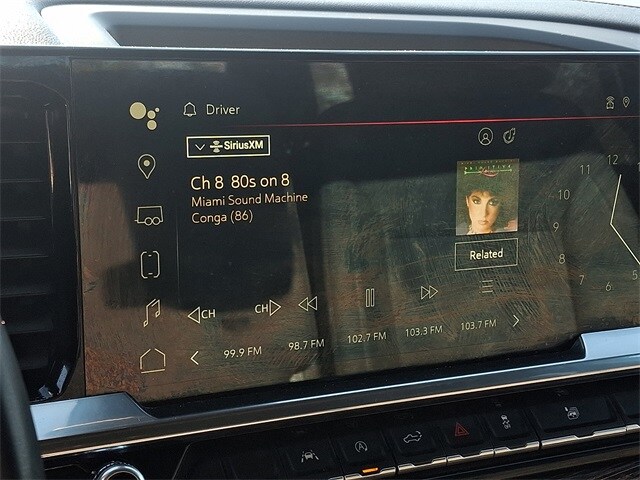 Driver
SiriusXM
Ch 8 80s on 8
Miami Sound Machine
Conga (86)
PRIMITIVE
Related
CH
CH
99.9 FM
98.7 FM
102.7 FM
103.3 FM
103.7 FM
12
11
10
9
8
7
6
5